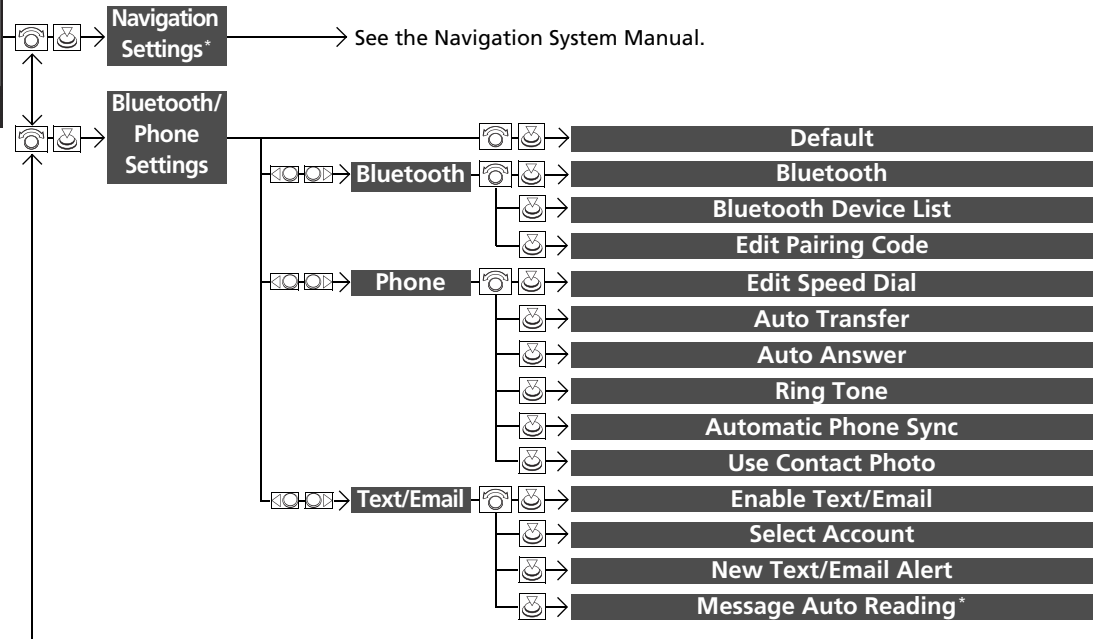 Navigation
Settings*
See the Navigation System Manual.
Bluetooth/
Phone
Settings
Default
Bluetooth
Bluetooth
Bluetooth Device List
Edit Pairing Code
Phone
Edit Speed Dial
Auto Transfer
Auto Answer
Ring Tone
Automatic Phone Sync
Use Contact Photo
Text/Email
Enable Text/Email
Select Account
New Text/Email Alert
Message Auto Reading*